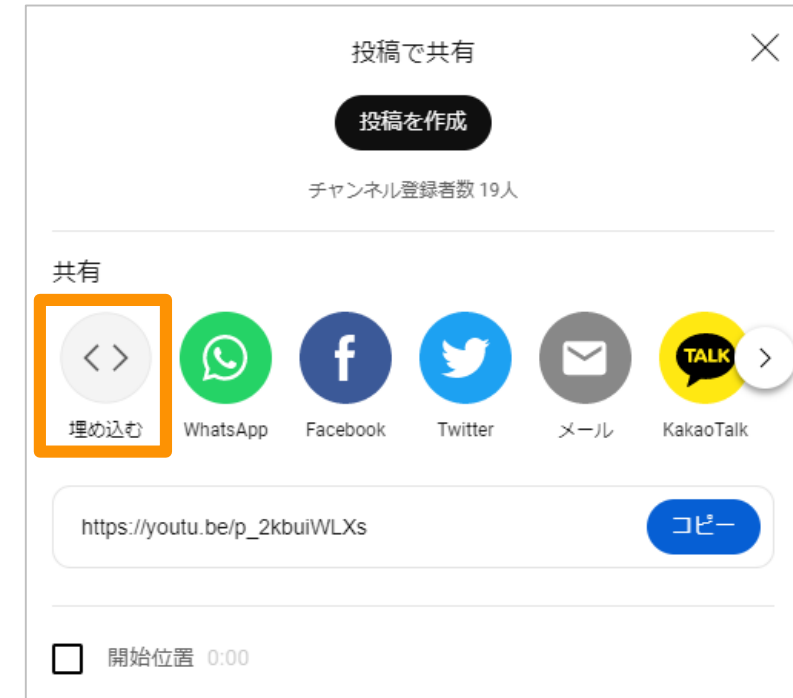 投稿で共有
投稿を作成
チャンネル登録者数 19人
共有
TALK
埋め込む WhatsApp Facebook Twitter メール KakaoTalk
https://youtu.be/p_2kbuiWLXs コピー
開始位置 0:00